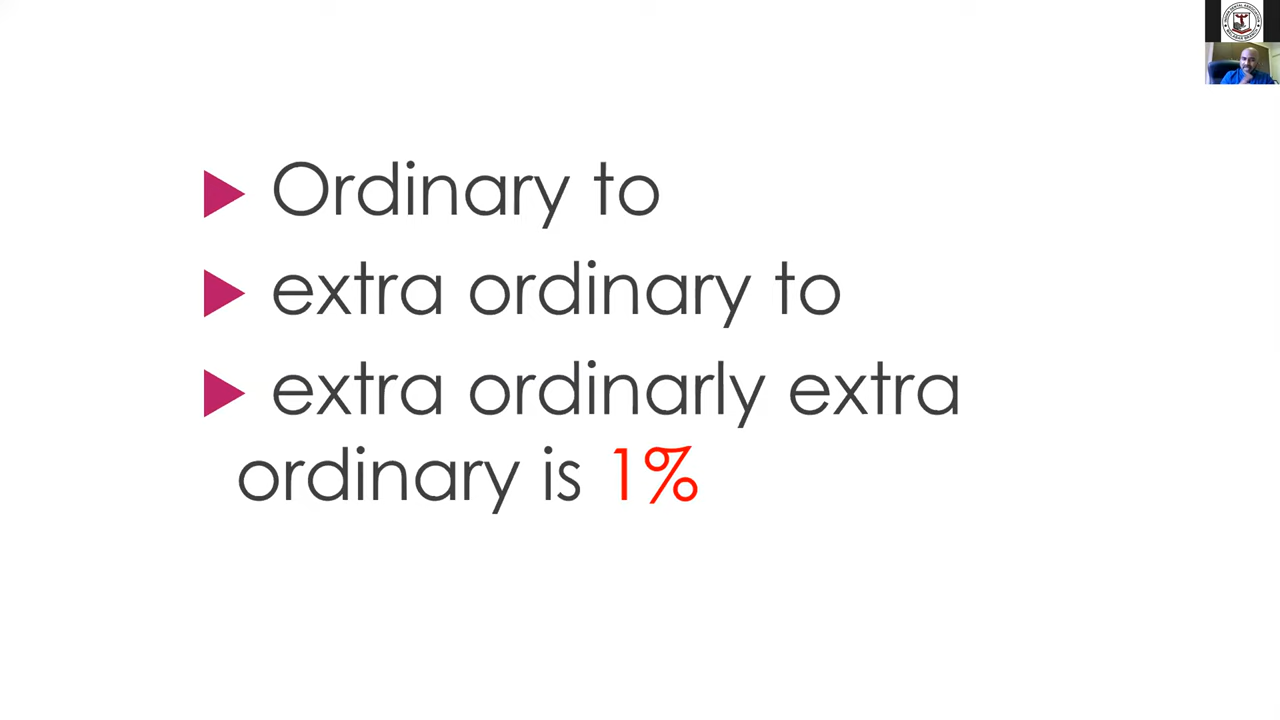 Ordinary to
extra ordinary to
extra ordinarly extra
ordinary is 1%